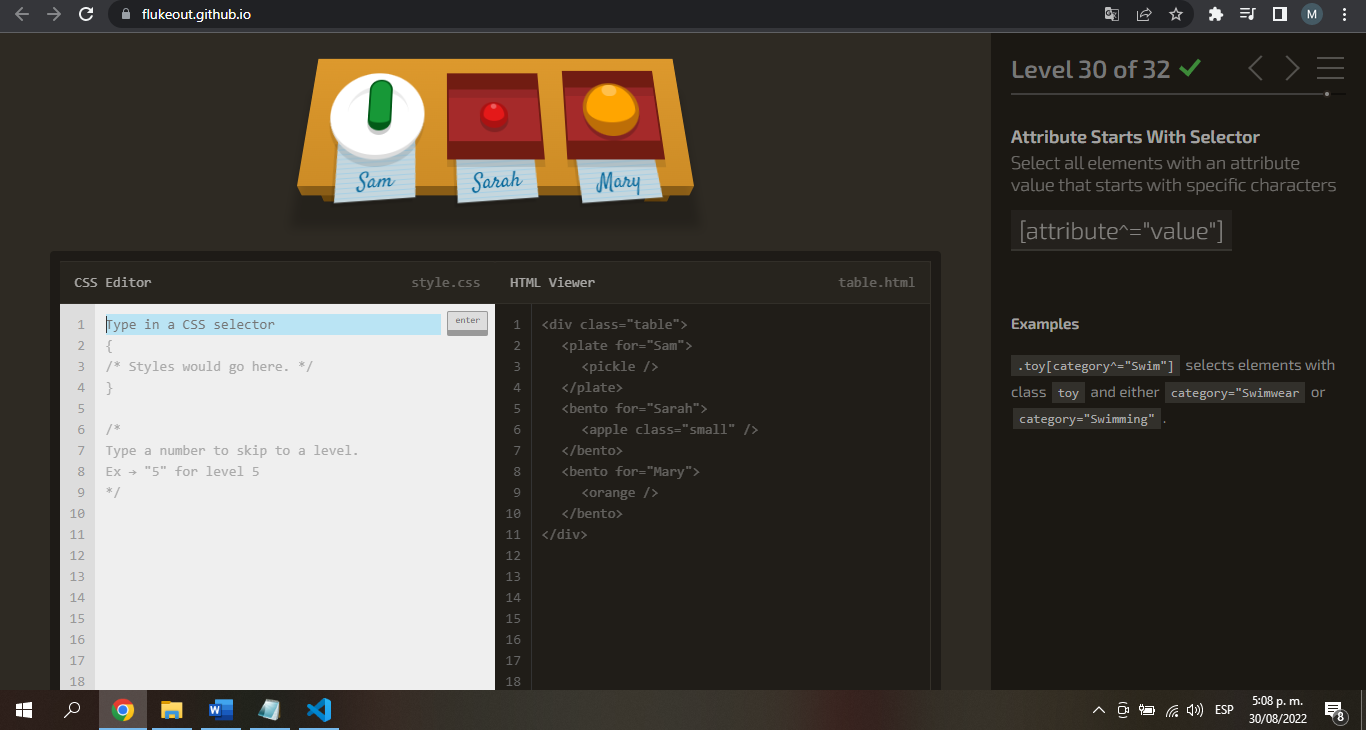 flukeout.github.io
M
Sam
Sarah
Mary
CSS Editor
style.css
1
Type in a CSS selector
enter
2
{
3
/* Styles would go here. */
4
}
5
6
/*
7
Type a number to skip to a level.
8
Ex → "5" for level 5
9
*/
10
11
12
13
14
15
16
17
18
HTML Viewer
table.html
1
<div class="table">
2
<plate for="Sam">
3
<pickle />
4
</plate>
5
<bento for="Sarah">
6
<apple class="small" />
7
</bento>
8
<bento for="Mary">
9
<orange />
10
</bento>
11
</div>
12
13
14
15
16
17
18
Level 30 of 32
Attribute Starts With Selector
Select all elements with an attribute
value that starts with specific characters
[attribute^="value"]
Examples
.toy[category^="Swim"] selects elements with
class toy and either category="Swimwear or
category="Swimming" .
W
ESP
5:08 p. m.
30/08/2022
8